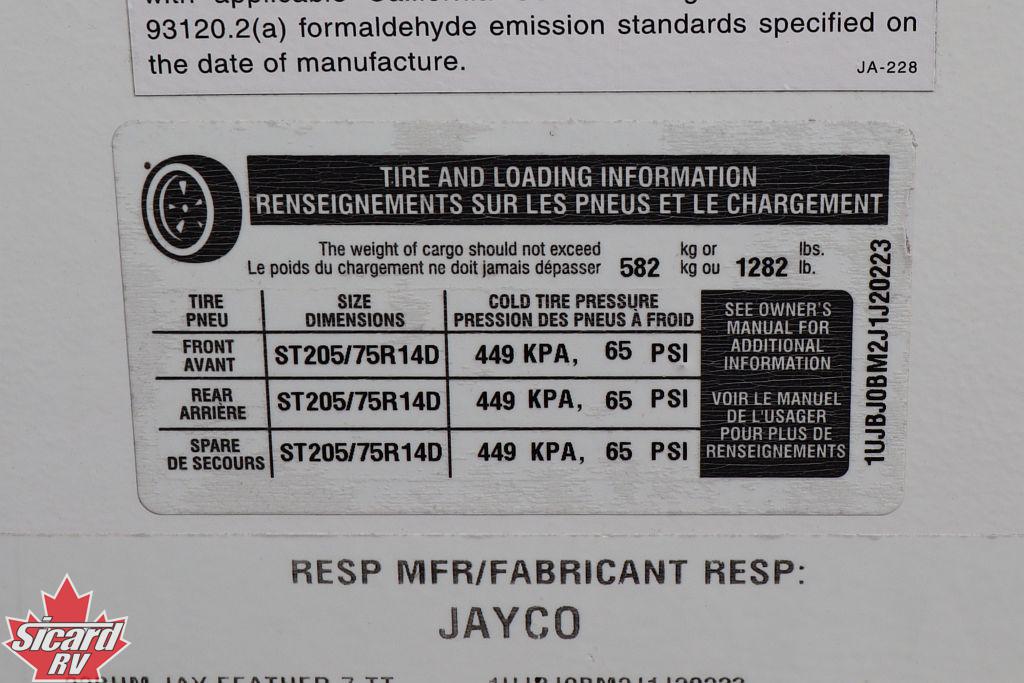 93120.2(a) formaldehyde emission standards specified on
the date of manufacture.
JA-228
TIRE AND LOADING INFORMATION
RENSEIGNEMENTS SUR LES PNEUS ET LE CHARGEMENT
The weight of cargo should not exceed kg or lbs.
Le poids du chargement ne doit jamais dépasser 582 kg ou 1282 lb.
TIRE SIZE COLD TIRE PRESSURE
PNEU DIMENSIONS PRESSION DES PNEUS À FROID
FRONT
AVANT
ST205/75R14D 449 KPA, 65 PSI
REAR
ARRIÈRE
ST205/75R14D 449 KPA, 65 PSI
SPARE
DE SECOURS
ST205/75R14D 449 KPA, 65 PSI
SEE OWNER'S
MANUAL FOR
ADDITIONAL
INFORMATION
VOIR LE MANUEL
DE L'USAGER
POUR PLUS DE
RENSEIGNEMENTS
1UJBJ0BM2J1J20223
RESP MFR/FABRICANT RESP:
JAYCO
JAY FEATHER 7 TT 1UJBJ0BM2J1J20223
Sicard
RV